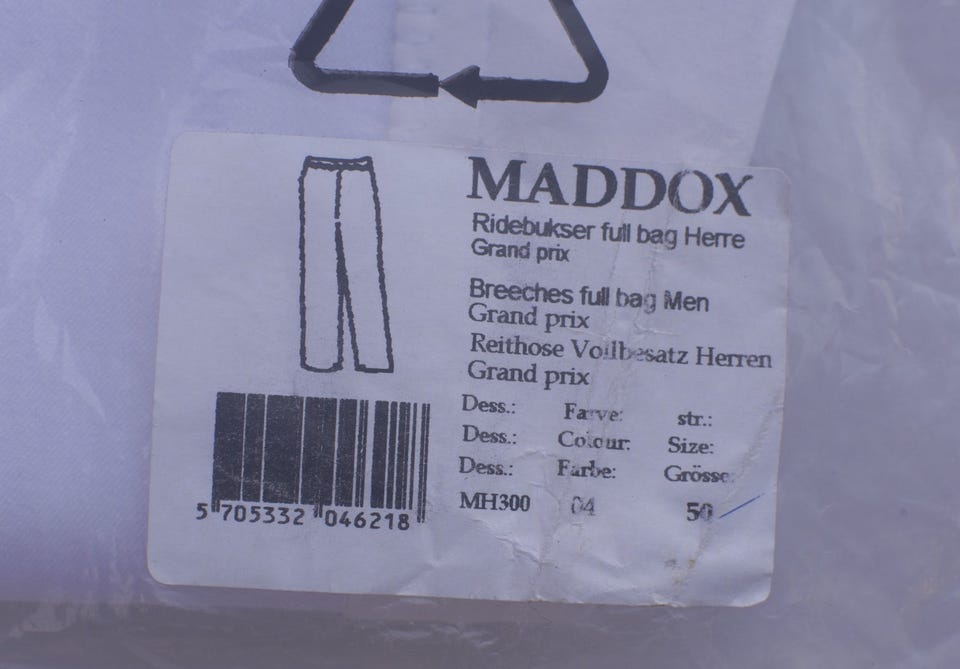 MADDOX
Ridebukser full bag Herre
Grand prix
Breeches full bag Men
Grand prix
Reithose Vollbesatz Herren
Grand prix
Dess.: Farve: str.:
Dess.: Colour: Size:
Dess.: Farbe: Grösse:
MH300 04 50
5 705332 046218